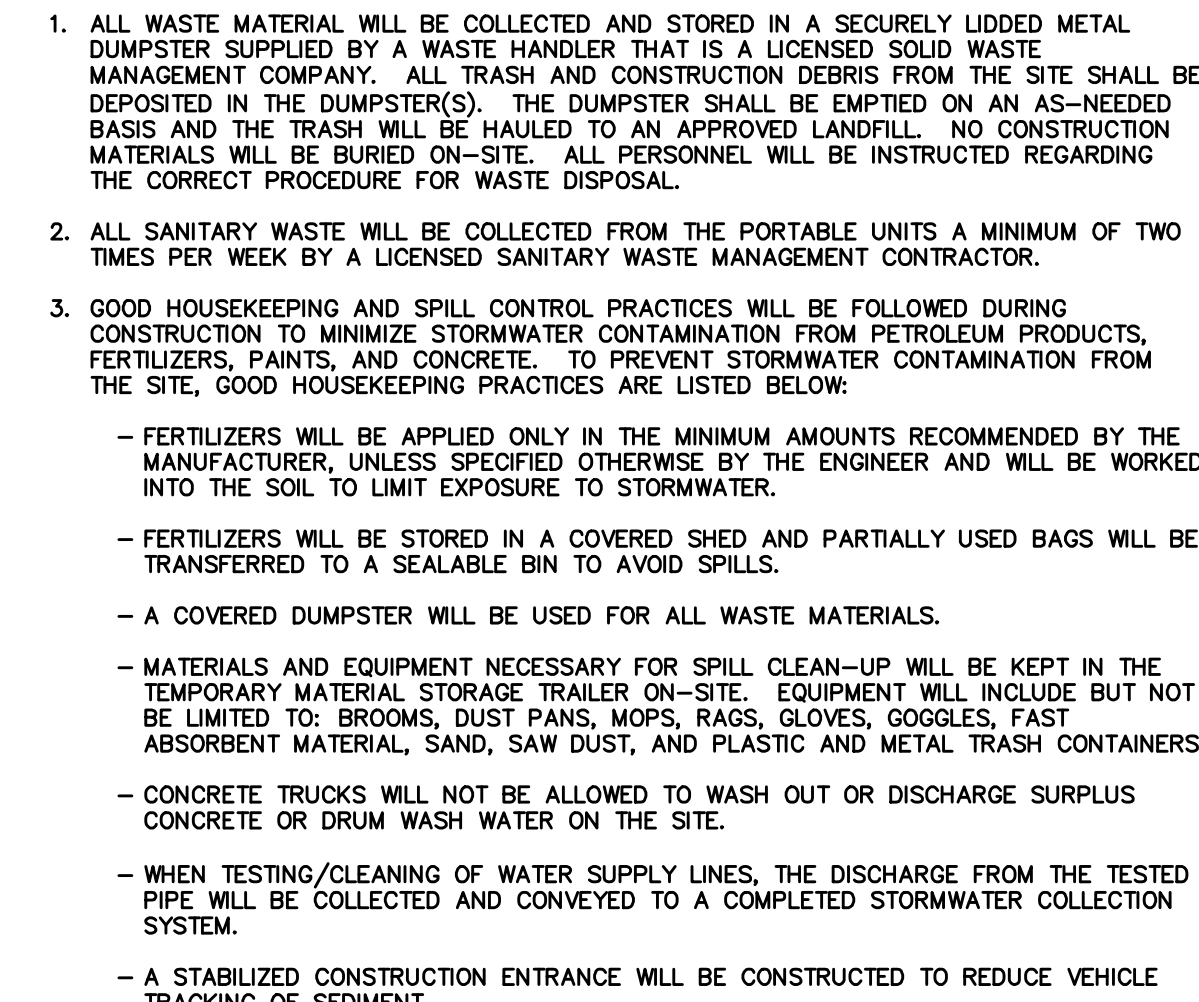 1. ALL WASTE MATERIAL WILL BE COLLECTED AND STORED IN A SECURELY LIDDED METAL
DUMPSTER SUPPLIED BY A WASTE HANDLER THAT IS A LICENSED SOLID WASTE
MANAGEMENT COMPANY. ALL TRASH AND CONSTRUCTION DEBRIS FROM THE SITE SHALL BE
DEPOSITED IN THE DUMPSTER(S). THE DUMPSTER SHALL BE EMPTIED ON AN AS–NEEDED
BASIS AND THE TRASH WILL BE HAULED TO AN APPROVED LANDFILL. NO CONSTRUCTION
MATERIALS WILL BE BURIED ON–SITE. ALL PERSONNEL WILL BE INSTRUCTED REGARDING
THE CORRECT PROCEDURE FOR WASTE DISPOSAL.
2. ALL SANITARY WASTE WILL BE COLLECTED FROM THE PORTABLE UNITS A MINIMUM OF TWO
TIMES PER WEEK BY A LICENSED SANITARY WASTE MANAGEMENT CONTRACTOR.
3. GOOD HOUSEKEEPING AND SPILL CONTROL PRACTICES WILL BE FOLLOWED DURING
CONSTRUCTION TO MINIMIZE STORMWATER CONTAMINATION FROM PETROLEUM PRODUCTS,
FERTILIZERS, PAINTS, AND CONCRETE. TO PREVENT STORMWATER CONTAMINATION FROM
THE SITE, GOOD HOUSEKEEPING PRACTICES ARE LISTED BELOW:
– FERTILIZERS WILL BE APPLIED ONLY IN THE MINIMUM AMOUNTS RECOMMENDED BY THE
MANUFACTURER, UNLESS SPECIFIED OTHERWISE BY THE ENGINEER AND WILL BE WORKED
INTO THE SOIL TO LIMIT EXPOSURE TO STORMWATER.
– FERTILIZERS WILL BE STORED IN A COVERED SHED AND PARTIALLY USED BAGS WILL BE
TRANSFERRED TO A SEALABLE BIN TO AVOID SPILLS.
– A COVERED DUMPSTER WILL BE USED FOR ALL WASTE MATERIALS.
– MATERIALS AND EQUIPMENT NECESSARY FOR SPILL CLEAN–UP WILL BE KEPT IN THE
TEMPORARY MATERIAL STORAGE TRAILER ON–SITE. EQUIPMENT WILL INCLUDE BUT NOT
BE LIMITED TO: BROOMS, DUST PANS, MOPS, RAGS, GLOVES, GOGGLES, FAST
ABSORBENT MATERIAL, SAND, SAW DUST, AND PLASTIC AND METAL TRASH CONTAINERS
– CONCRETE TRUCKS WILL NOT BE ALLOWED TO WASH OUT OR DISCHARGE SURPLUS
CONCRETE OR DRUM WASH WATER ON THE SITE.
– WHEN TESTING/CLEANING OF WATER SUPPLY LINES, THE DISCHARGE FROM THE TESTED
PIPE WILL BE COLLECTED AND CONVEYED TO A COMPLETED STORMWATER COLLECTION
SYSTEM.
– A STABILIZED CONSTRUCTION ENTRANCE WILL BE CONSTRUCTED TO REDUCE VEHICLE
TRACKING OF SEDIMENT